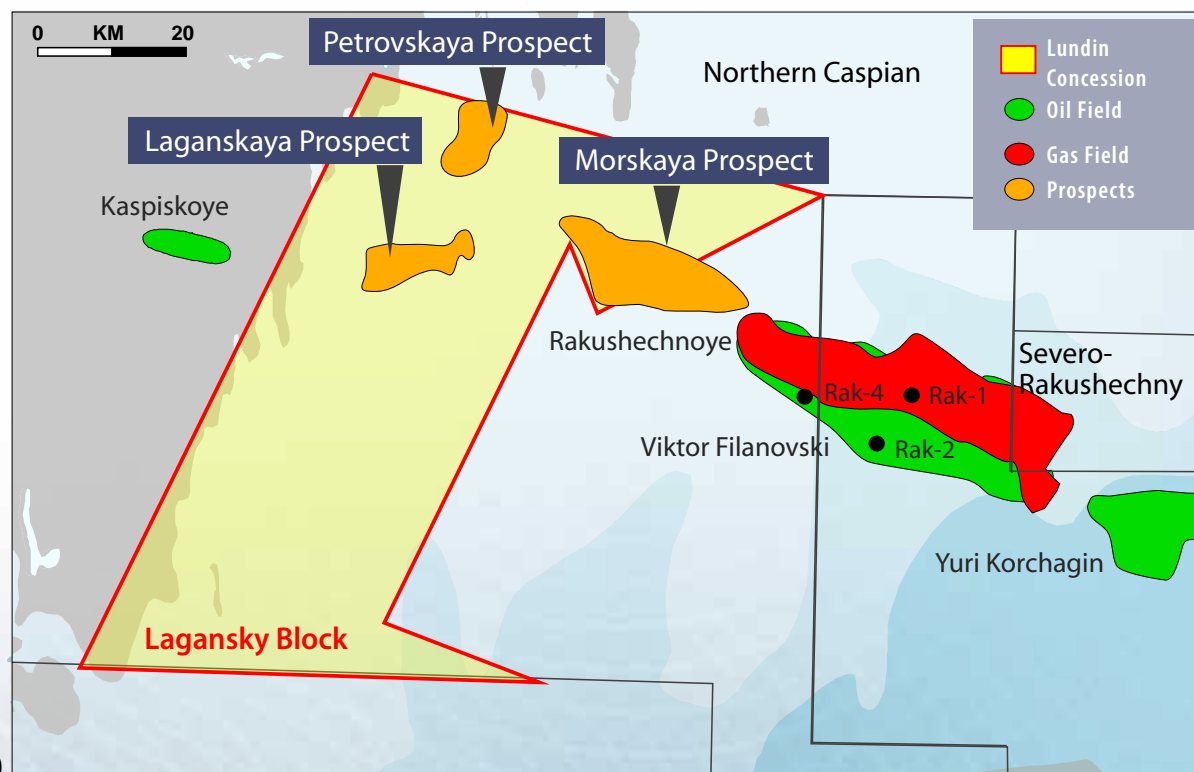 0 KM 20
Petrovskaya Prospect
Northern Caspian
Lundin
Concession
Oil Field
Gas Field
Prospects
Laganskaya Prospect
Morskaya Prospect
Kaspiskoye
Rakushechnoye
Severo-
Rakushechny
Rak-4
Rak-1
Viktor Filanovski
Rak-2
Yuri Korchagin
Lagansky Block